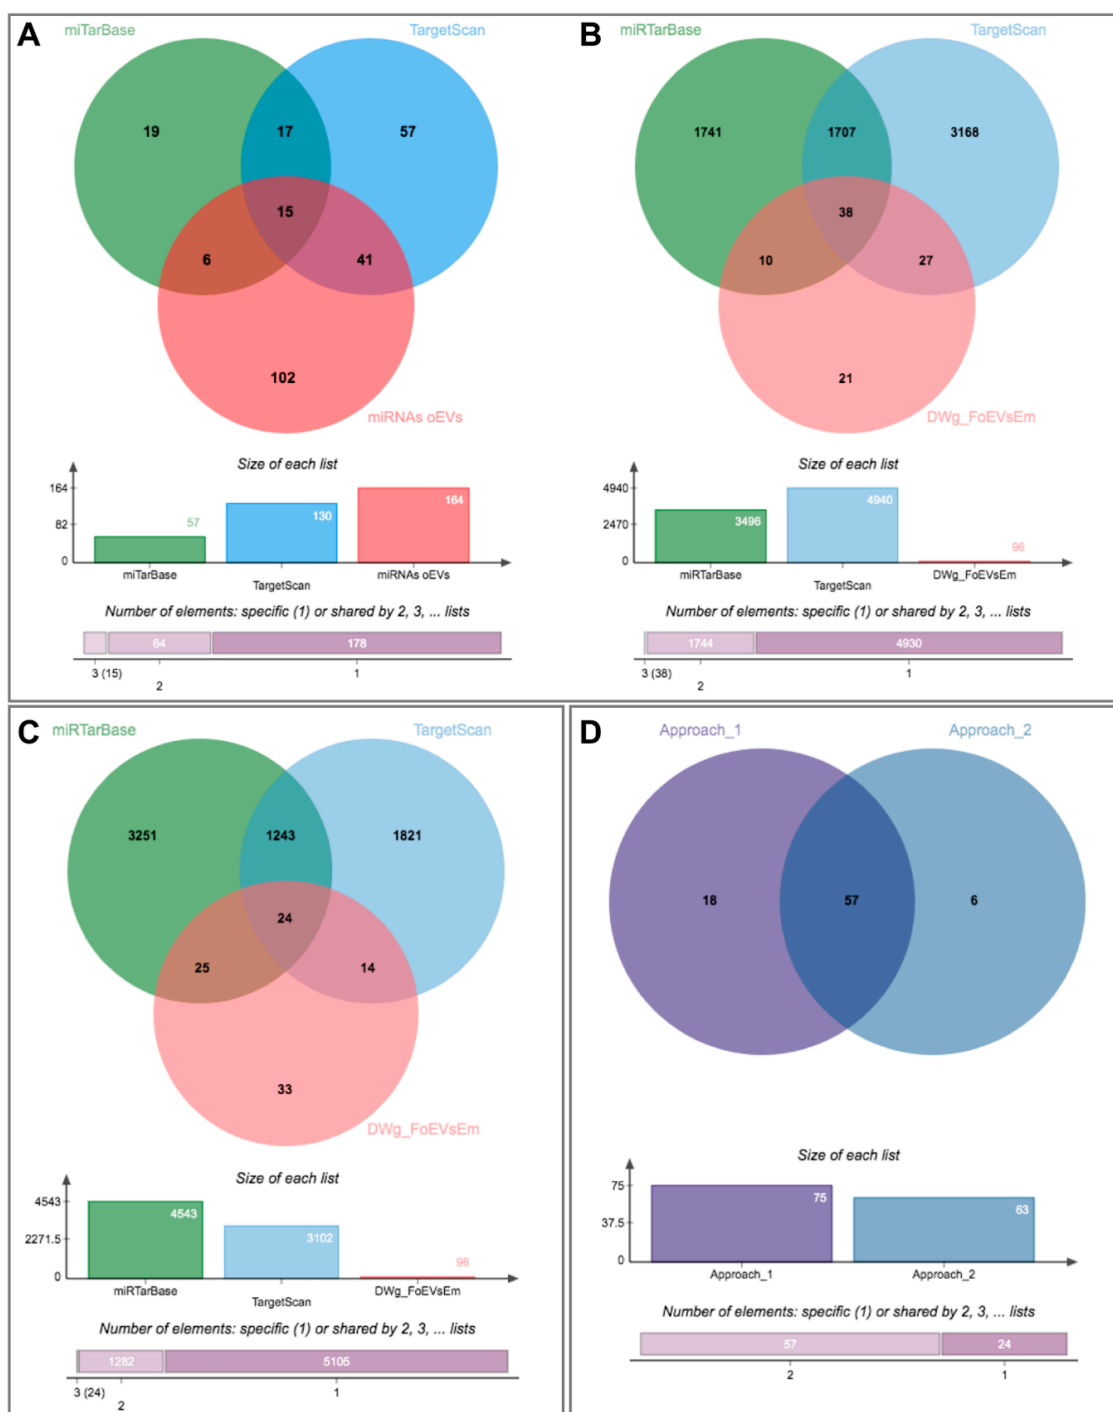 A
miTarBase
TargetScan
19
17
57
15
6
41
102
miRNAs oEVs
Size of each list
164
82
0
57
130
164
miTarBase
TargetScan
miRNAs oEVs
Number of elements: specific (1) or shared by 2, 3, ... lists
64
178
3 (15)
2
1
B
miRTarBase
TargetScan
1741
1707
3168
38
10
27
21
DWg_FoEVsEm
Size of each list
4940
2470
0
3496
4940
96
miRTarBase
TargetScan
DWg_FoEVsEm
Number of elements: specific (1) or shared by 2, 3, ... lists
1744
4930
3 (38)
2
1
C
miRTarBase
TargetScan
3251
1243
1821
24
25
14
33
DWg_FoEVsEm
Size of each list
4543
2271.5
0
4543
3102
96
miRTarBase
TargetScan
DWg_FoEVsEm
Number of elements: specific (1) or shared by 2, 3, ... lists
1282
5105
3 (24)
2
1
D
Approach_1
Approach_2
18
57
6
Size of each list
75
37.5
0
75
63
Approach_1
Approach_2
Number of elements: specific (1) or shared by 2, 3, ... lists
57
24
2
1